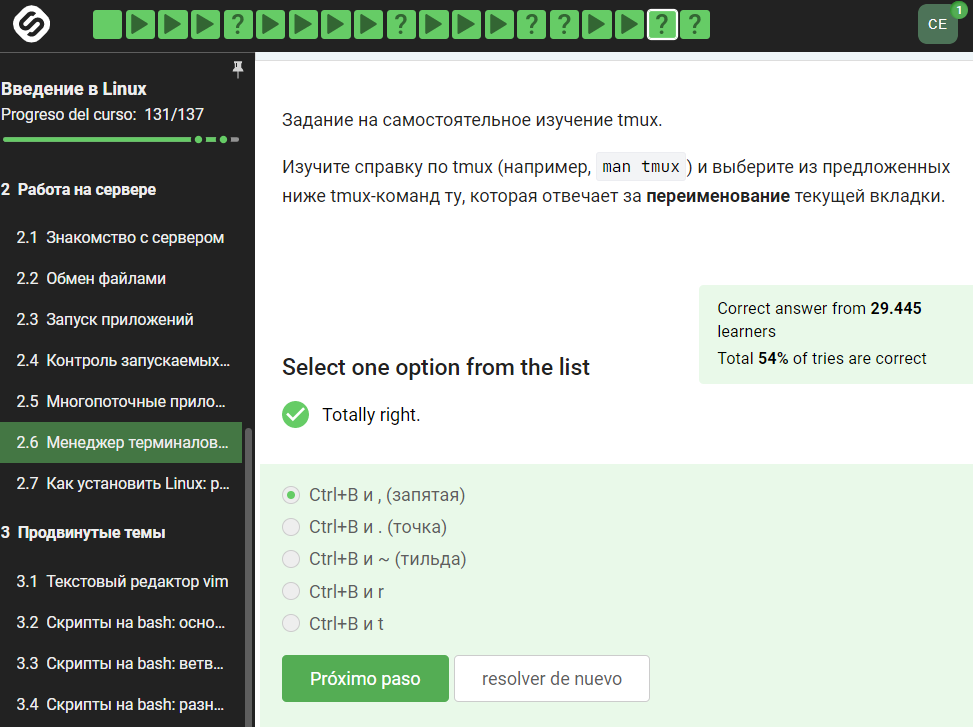 ? ? ? ? ? ?
CE 1
Введение в Linux
Progreso del curso: 131/137
2 Работа на сервере
2.1 Знакомство с сервером
2.2 Обмен файлами
2.3 Запуск приложений
2.4 Контроль запускаемых...
2.5 Многопоточные прило...
2.6 Менеджер терминалов...
2.7 Как установить Linux: р...
3 Продвинутые темы
3.1 Текстовый редактор vim
3.2 Скрипты на bash: осно...
3.3 Скрипты на bash: ветв...
3.4 Скрипты на bash: разн...
Задание на самостоятельное изучение tmux.
Изучите справку по tmux (например, man tmux ) и выберите из предложенных
ниже tmux-команд ту, которая отвечает за переименование текущей вкладки.
Correct answer from 29.445
learners
Total 54% of tries are correct
Select one option from the list
Totally right.
Ctrl+B и , (запятая)
Ctrl+B и . (точка)
Ctrl+B и ~ (тильда)
Ctrl+B и r
Ctrl+B и t
Próximo paso
resolver de nuevo